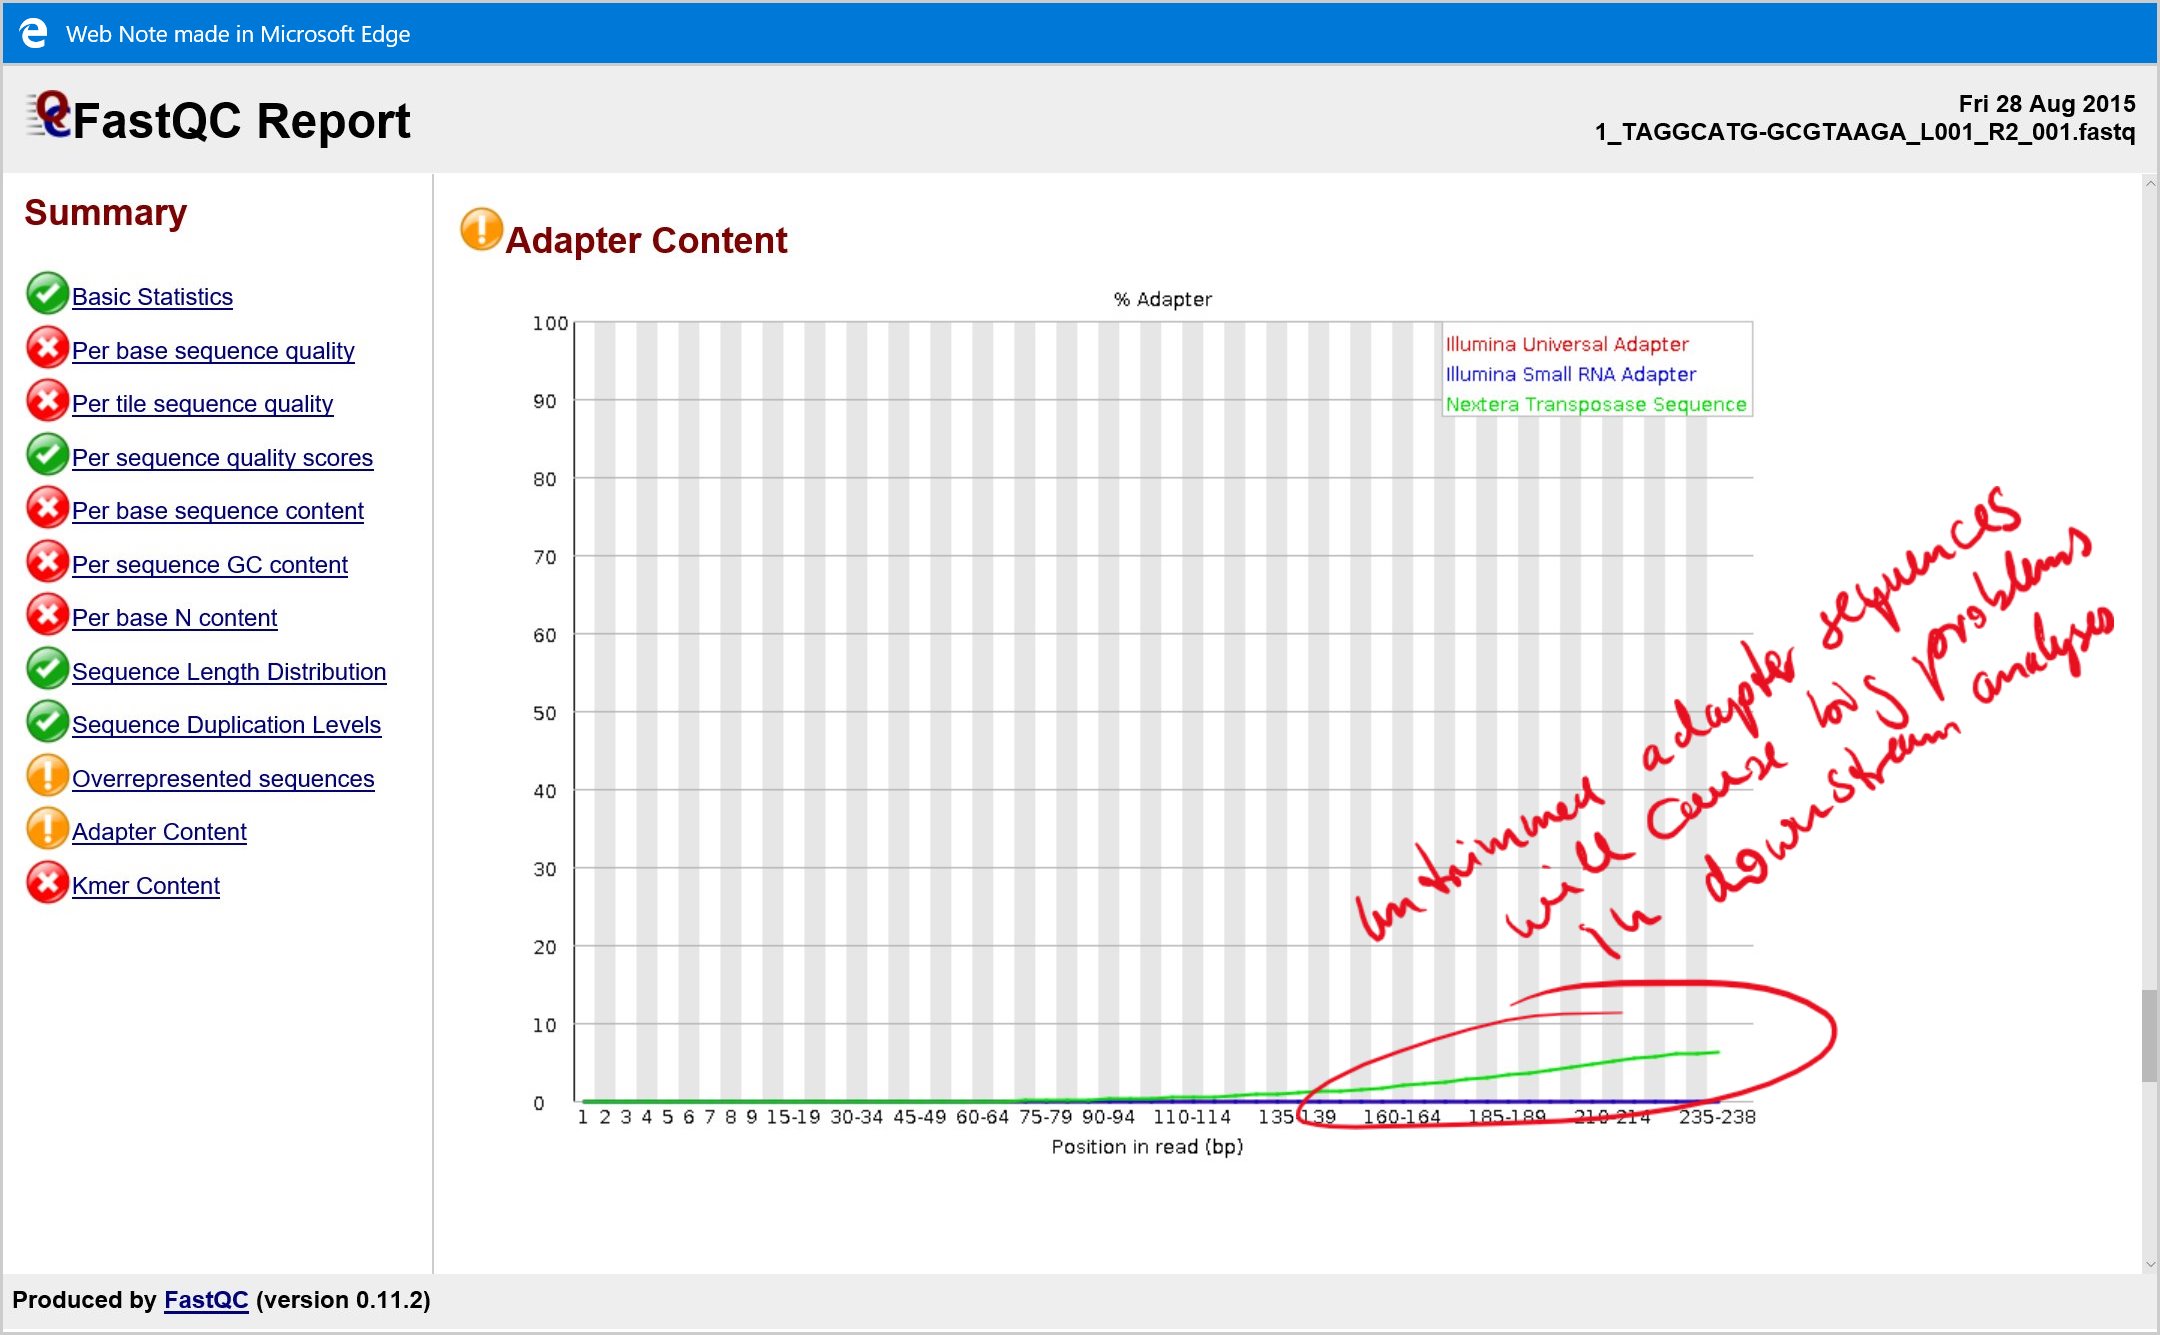 Web Note made in Microsoft Edge
FastQC Report
Fri 28 Aug 2015
1_TAGGCATG-GCGTAAGA_L001_R2_001.fastq
Summary
Basic Statistics
Per base sequence quality
Per tile sequence quality
Per sequence quality scores
Per base sequence content
Per sequence GC content
Per base N content
Sequence Length Distribution
Sequence Duplication Levels
Overrepresented sequences
Adapter Content
Kmer Content
Adapter Content
% Adapter
100
90
80
70
60
50
40
30
20
10
0
Illumina Universal Adapter
Illumina Small RNA Adapter
Nextera Transposase Sequence
untrimmed adapter sequences
will cause big problems
in downstream analyses
1 2 3 4 5 6 7 8 9 15-19 30-34 45-49 60-64 75-79 90-94 110-114 135-139 160-164 185-189 210-214 235-238
Position in read (bp)
Produced by FastQC (version 0.11.2)